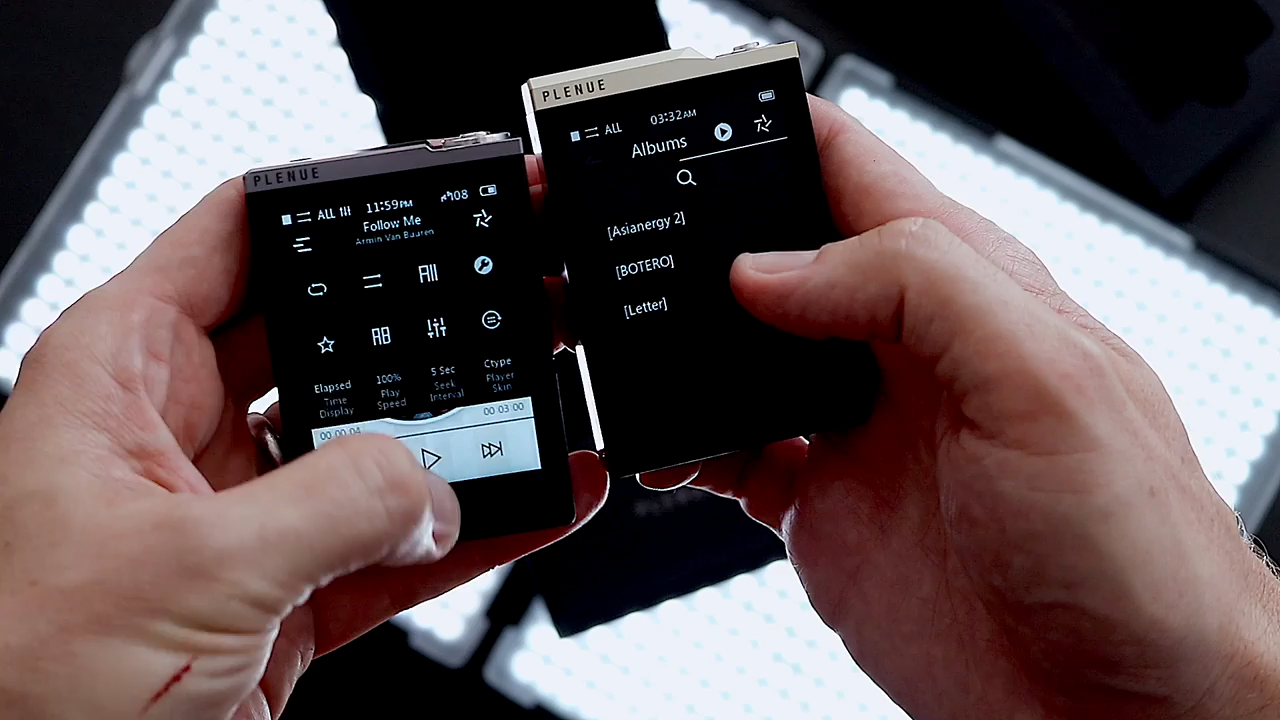 PLENUE
ALL 11:59PM 108
Follow Me
Armin Van Buuren
Elapsed
Time
Display
100%
Play
Speed
5 Sec
Seek
Interval
Ctype
Player
Skin
00:00:04 00:03:00
PLENUE
ALL 03:32AM
Albums
[Asianergy 2]
[BOTERO]
[Letter]